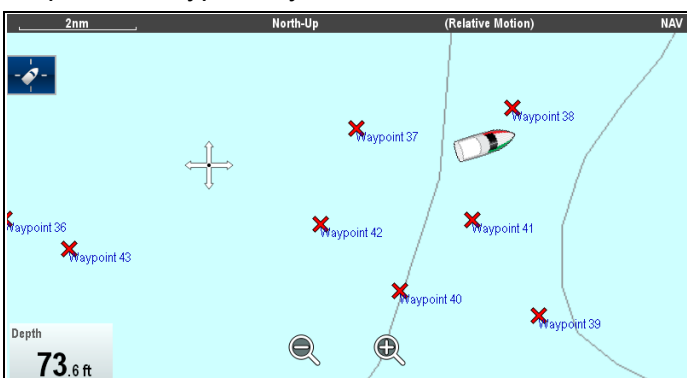 2nm North-Up (Relative Motion) NAV
Waypoint 38
Waypoint 37
Waypoint 36
Waypoint 42
Waypoint 41
Waypoint 43
Waypoint 40
Waypoint 39
Depth
73.6 ft